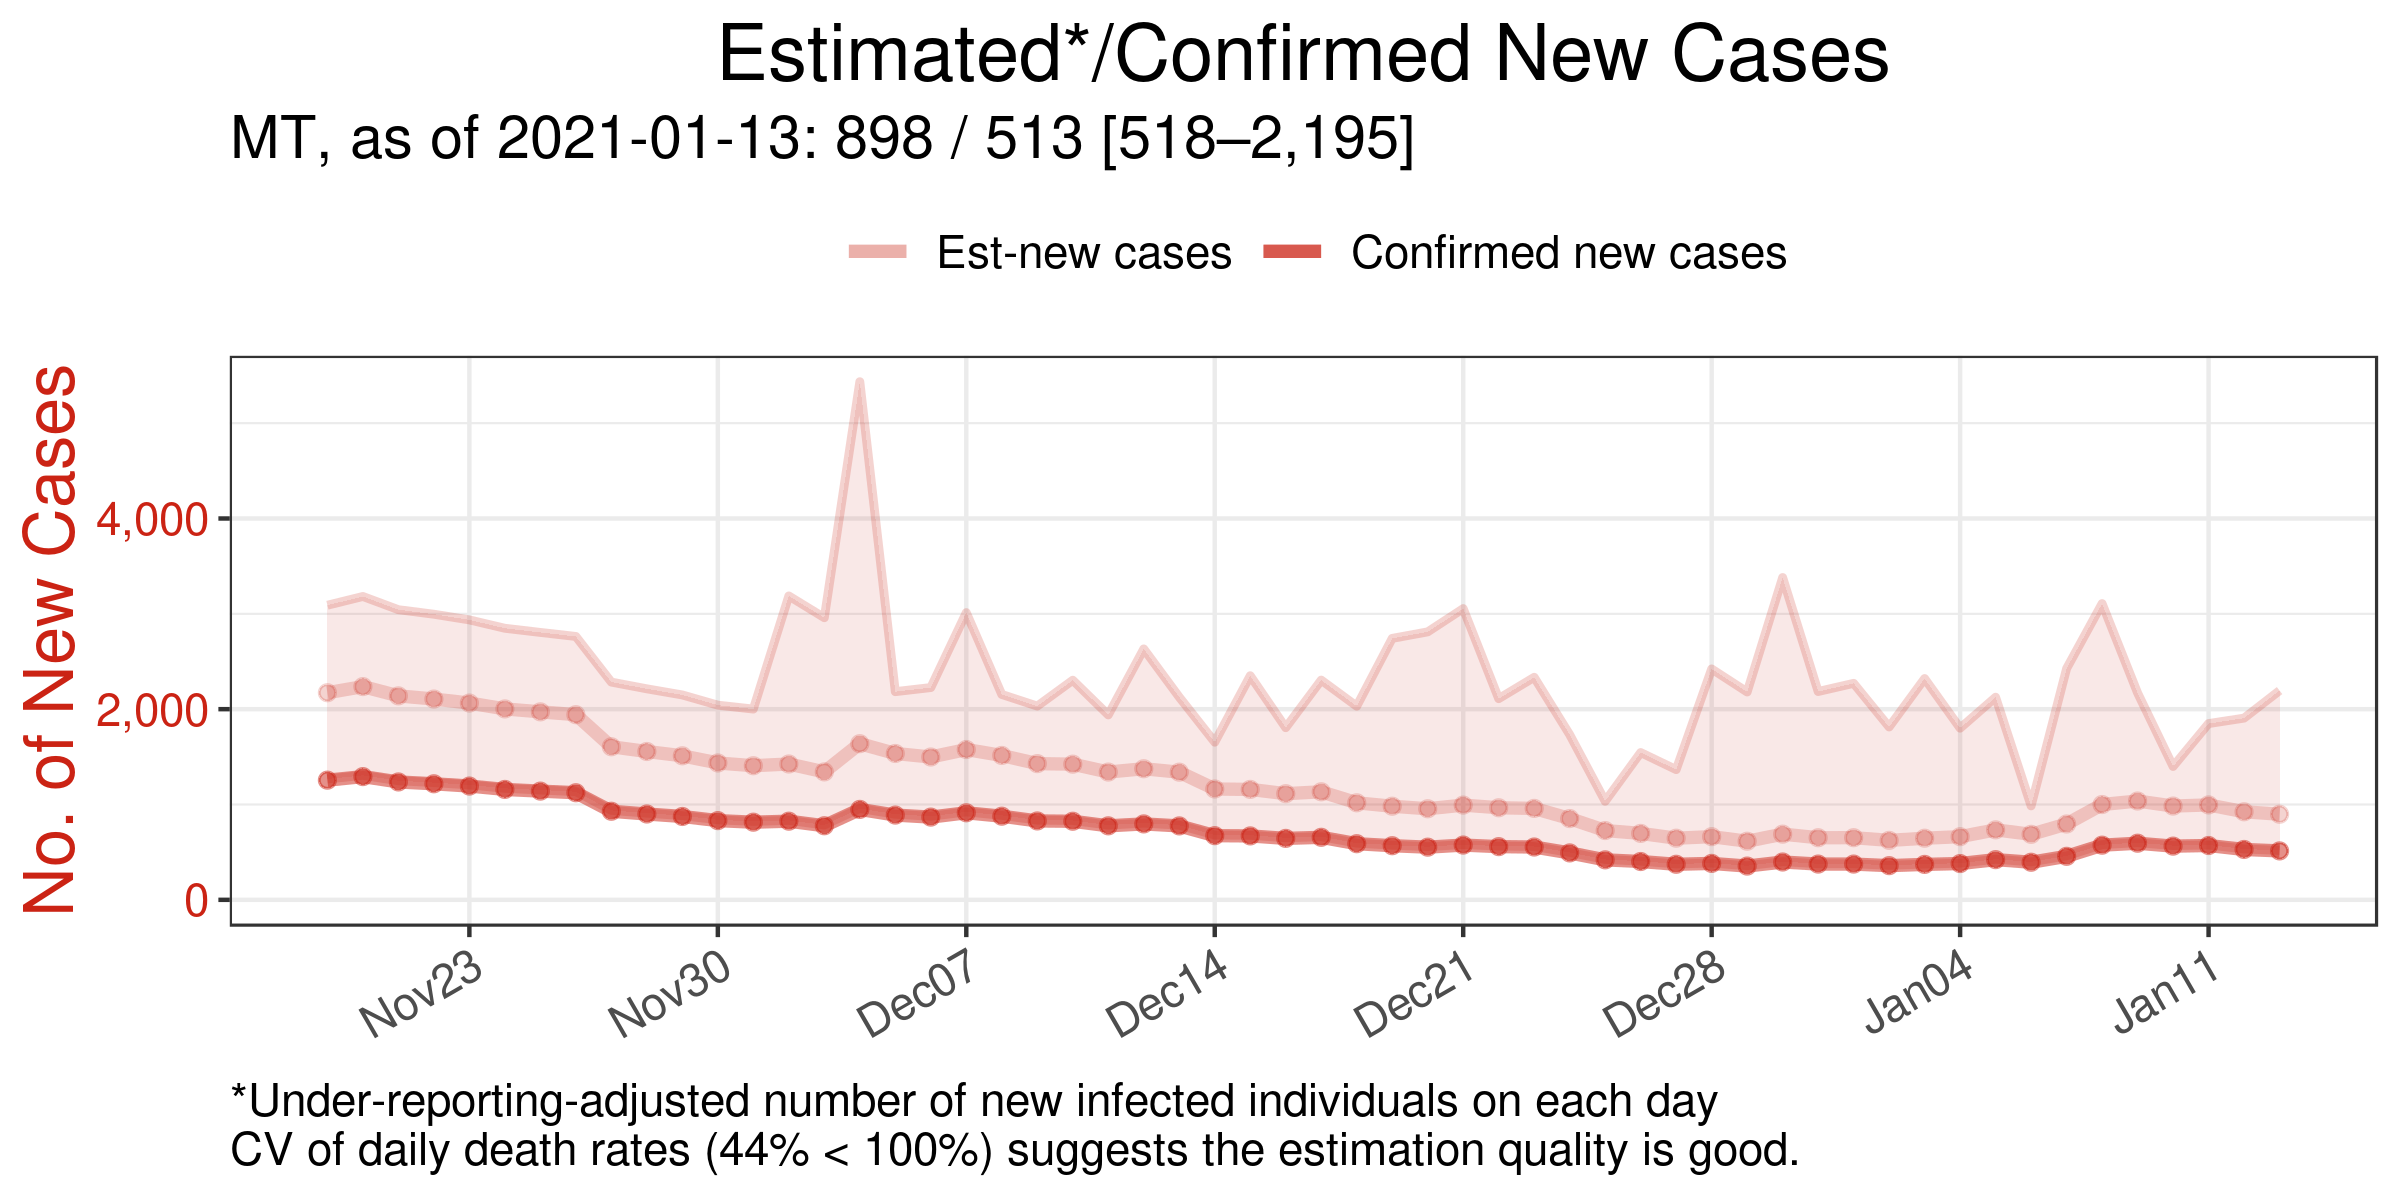 Estimated*/Confirmed New Cases
MT, as of 2021-01-13: 898 / 513 [518–2,195]
Est-new cases Confirmed new cases
No. of New Cases
4,000
2,000
0
Nov23 Nov30 Dec07 Dec14 Dec21 Dec28 Jan04 Jan11
*Under-reporting-adjusted number of new infected individuals on each day
CV of daily death rates (44% < 100%) suggests the estimation quality is good.